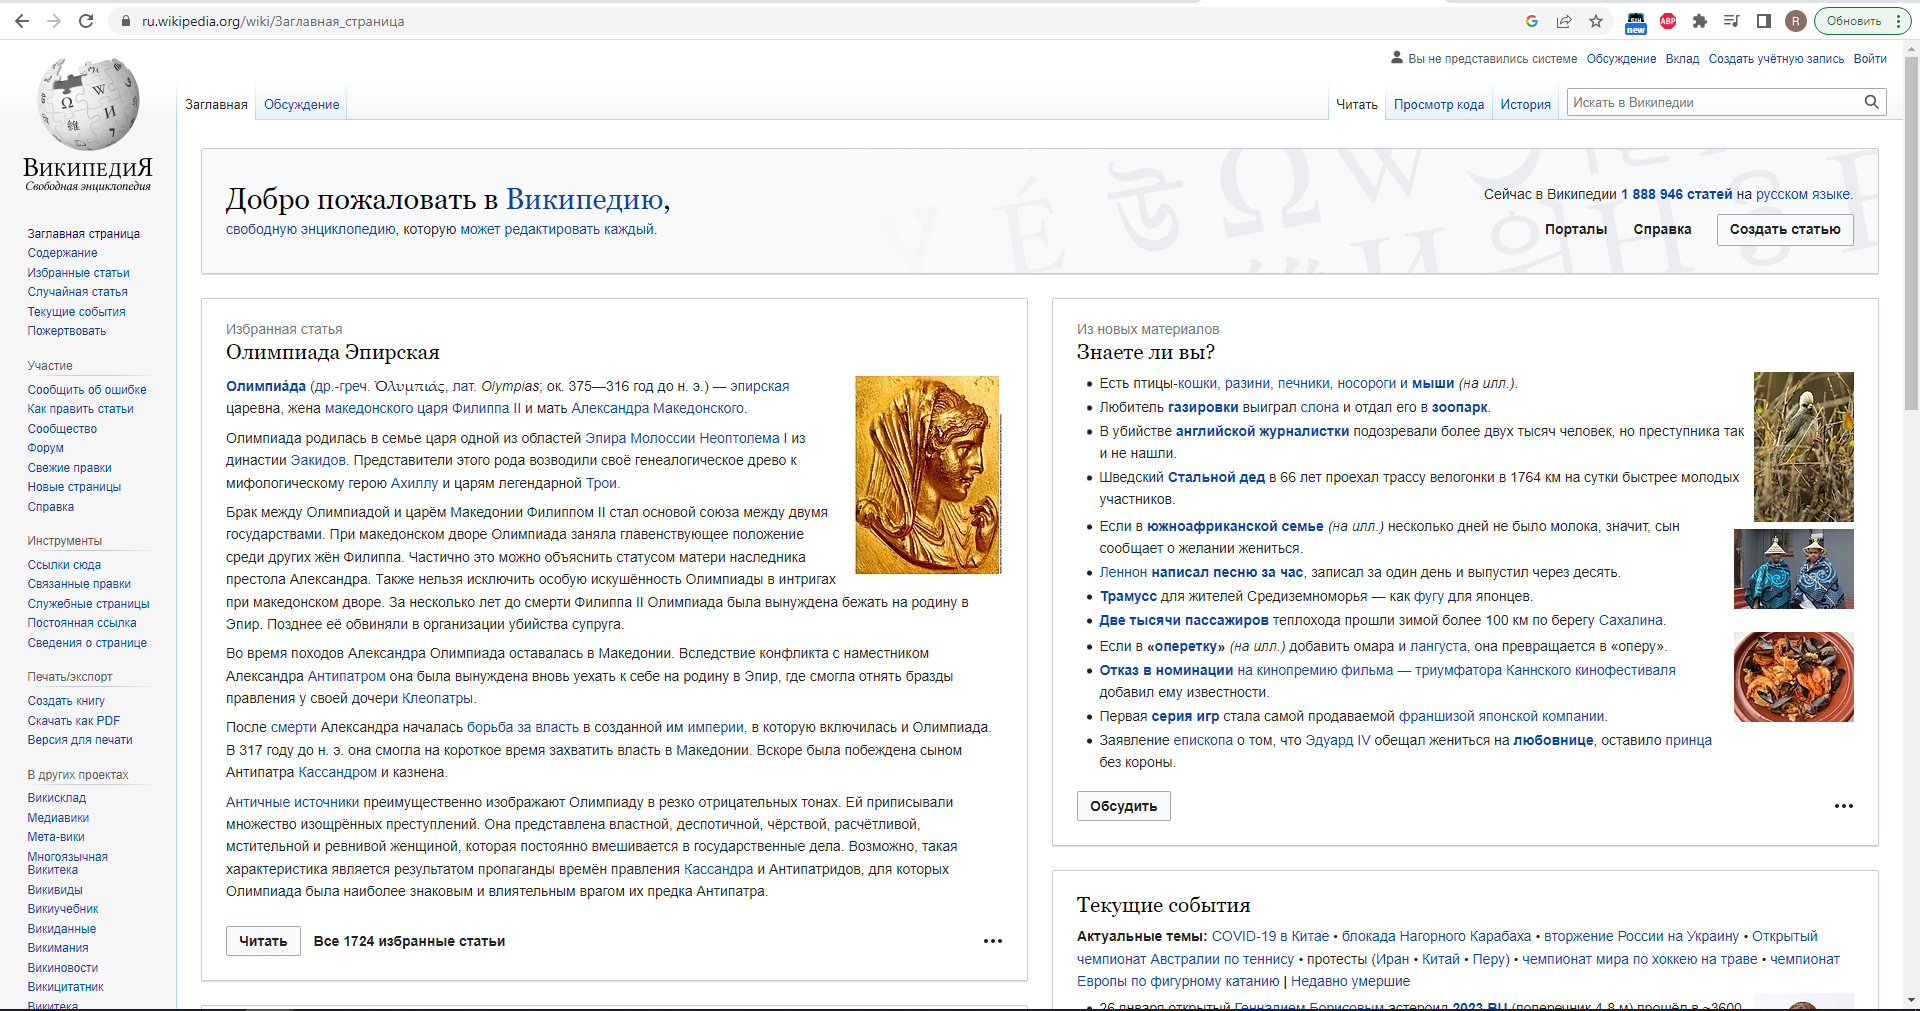 ru.wikipedia.org/wiki/Заглавная_страница
new
ABP
R
Обновить
Вы не представились системе Обсуждение Вклад Создать учётную запись Войти
Заглавная Обсуждение
Читать Просмотр кода История Искать в Википедии
ВикипедиЯ
Свободная энциклопедия
Заглавная страница
Содержание
Избранные статьи
Случайная статья
Текущие события
Пожертвовать
Участие
Сообщить об ошибке
Как править статьи
Сообщество
Форум
Свежие правки
Новые страницы
Справка
Инструменты
Ссылки сюда
Связанные правки
Служебные страницы
Постоянная ссылка
Сведения о странице
Печать/экспорт
Создать книгу
Скачать как PDF
Версия для печати
В других проектах
Викисклад
Медиавики
Мета-вики
Многоязычная
Викитека
Викивиды
Викиучебник
Викиданные
Викимания
Викиновости
Викицитатник
Викитека
Добро пожаловать в Википедию,
свободную энциклопедию, которую может редактировать каждый.
Сейчас в Википедии 1 888 946 статей на русском языке.
Порталы Справка Создать статью
Избранная статья
Олимпиада Эпирская
Олимпиа́да (др.-греч. Ὀλυμπιάς, лат. Olympias; ок. 375—316 год до н. э.) — эпирская
царевна, жена македонского царя Филиппа II и мать Александра Македонского.
Олимпиада родилась в семье царя одной из областей Эпира Молоссии Неоптолема I из
династии Эакидов. Представители этого рода возводили своё генеалогическое древо к
мифологическому герою Ахиллу и царям легендарной Трои.
Брак между Олимпиадой и царём Македонии Филиппом II стал основой союза между двумя
государствами. При македонском дворе Олимпиада заняла главенствующее положение
среди других жён Филиппа. Частично это можно объяснить статусом матери наследника
престола Александра. Также нельзя исключить особую искушённость Олимпиады в интригах
при македонском дворе. За несколько лет до смерти Филиппа II Олимпиада была вынуждена бежать на родину в
Эпир. Позднее её обвиняли в организации убийства супруга.
Во время походов Александра Олимпиада оставалась в Македонии. Вследствие конфликта с наместником
Александра Антипатром она была вынуждена вновь уехать к себе на родину в Эпир, где смогла отнять бразды
правления у своей дочери Клеопатры.
После смерти Александра началась борьба за власть в созданной им империи, в которую включилась и Олимпиада.
В 317 году до н. э. она смогла на короткое время захватить власть в Македонии. Вскоре была побеждена сыном
Антипатра Кассандром и казнена.
Античные источники преимущественно изображают Олимпиаду в резко отрицательных тонах. Ей приписывали
множество изощрённых преступлений. Она представлена властной, деспотичной, чёрствой, расчётливой,
мстительной и ревнивой женщиной, которая постоянно вмешивается в государственные дела. Возможно, такая
характеристика является результатом пропаганды времён правления Кассандра и Антипатридов, для которых
Олимпиада была наиболее знаковым и влиятельным врагом их предка Антипатра.
Читать Все 1724 избранные статьи
Из новых материалов
Знаете ли вы?
• Есть птицы-кошки, разини, печники, носороги и мыши (на илл.).
• Любитель газировки выиграл слона и отдал его в зоопарк.
• В убийстве английской журналистки подозревали более двух тысяч человек, но преступника так
и не нашли.
• Шведский Стальной дед в 66 лет проехал трассу велогонки в 1764 км на сутки быстрее молодых
участников.
• Если в южноафриканской семье (на илл.) несколько дней не было молока, значит, сын
сообщает о желании жениться.
• Леннон написал песню за час, записал за один день и выпустил через десять.
• Трамусс для жителей Средиземноморья — как фугу для японцев.
• Две тысячи пассажиров теплохода прошли зимой более 100 км по берегу Сахалина.
• Если в «оперетку» (на илл.) добавить омара и лангуста, она превращается в «оперу».
• Отказ в номинации на кинопремию фильма — триумфатора Каннского кинофестиваля
добавил ему известности.
• Первая серия игр стала самой продаваемой франшизой японской компании.
• Заявление епископа о том, что Эдуард IV обещал жениться на любовнице, оставило принца
без короны.
Обсудить
Текущие события
Актуальные темы: COVID-19 в Китае • блокада Нагорного Карабаха • вторжение России на Украину • Открытый
чемпионат Австралии по теннису • протесты (Иран • Китай • Перу) • чемпионат мира по хоккею на траве • чемпионат
Европы по фигурному катанию | Недавно умершие
• 26 января открытый Геннадием Борисовым астероид 2023 BU (поперечник 4-8 м) прошёл в ~3600